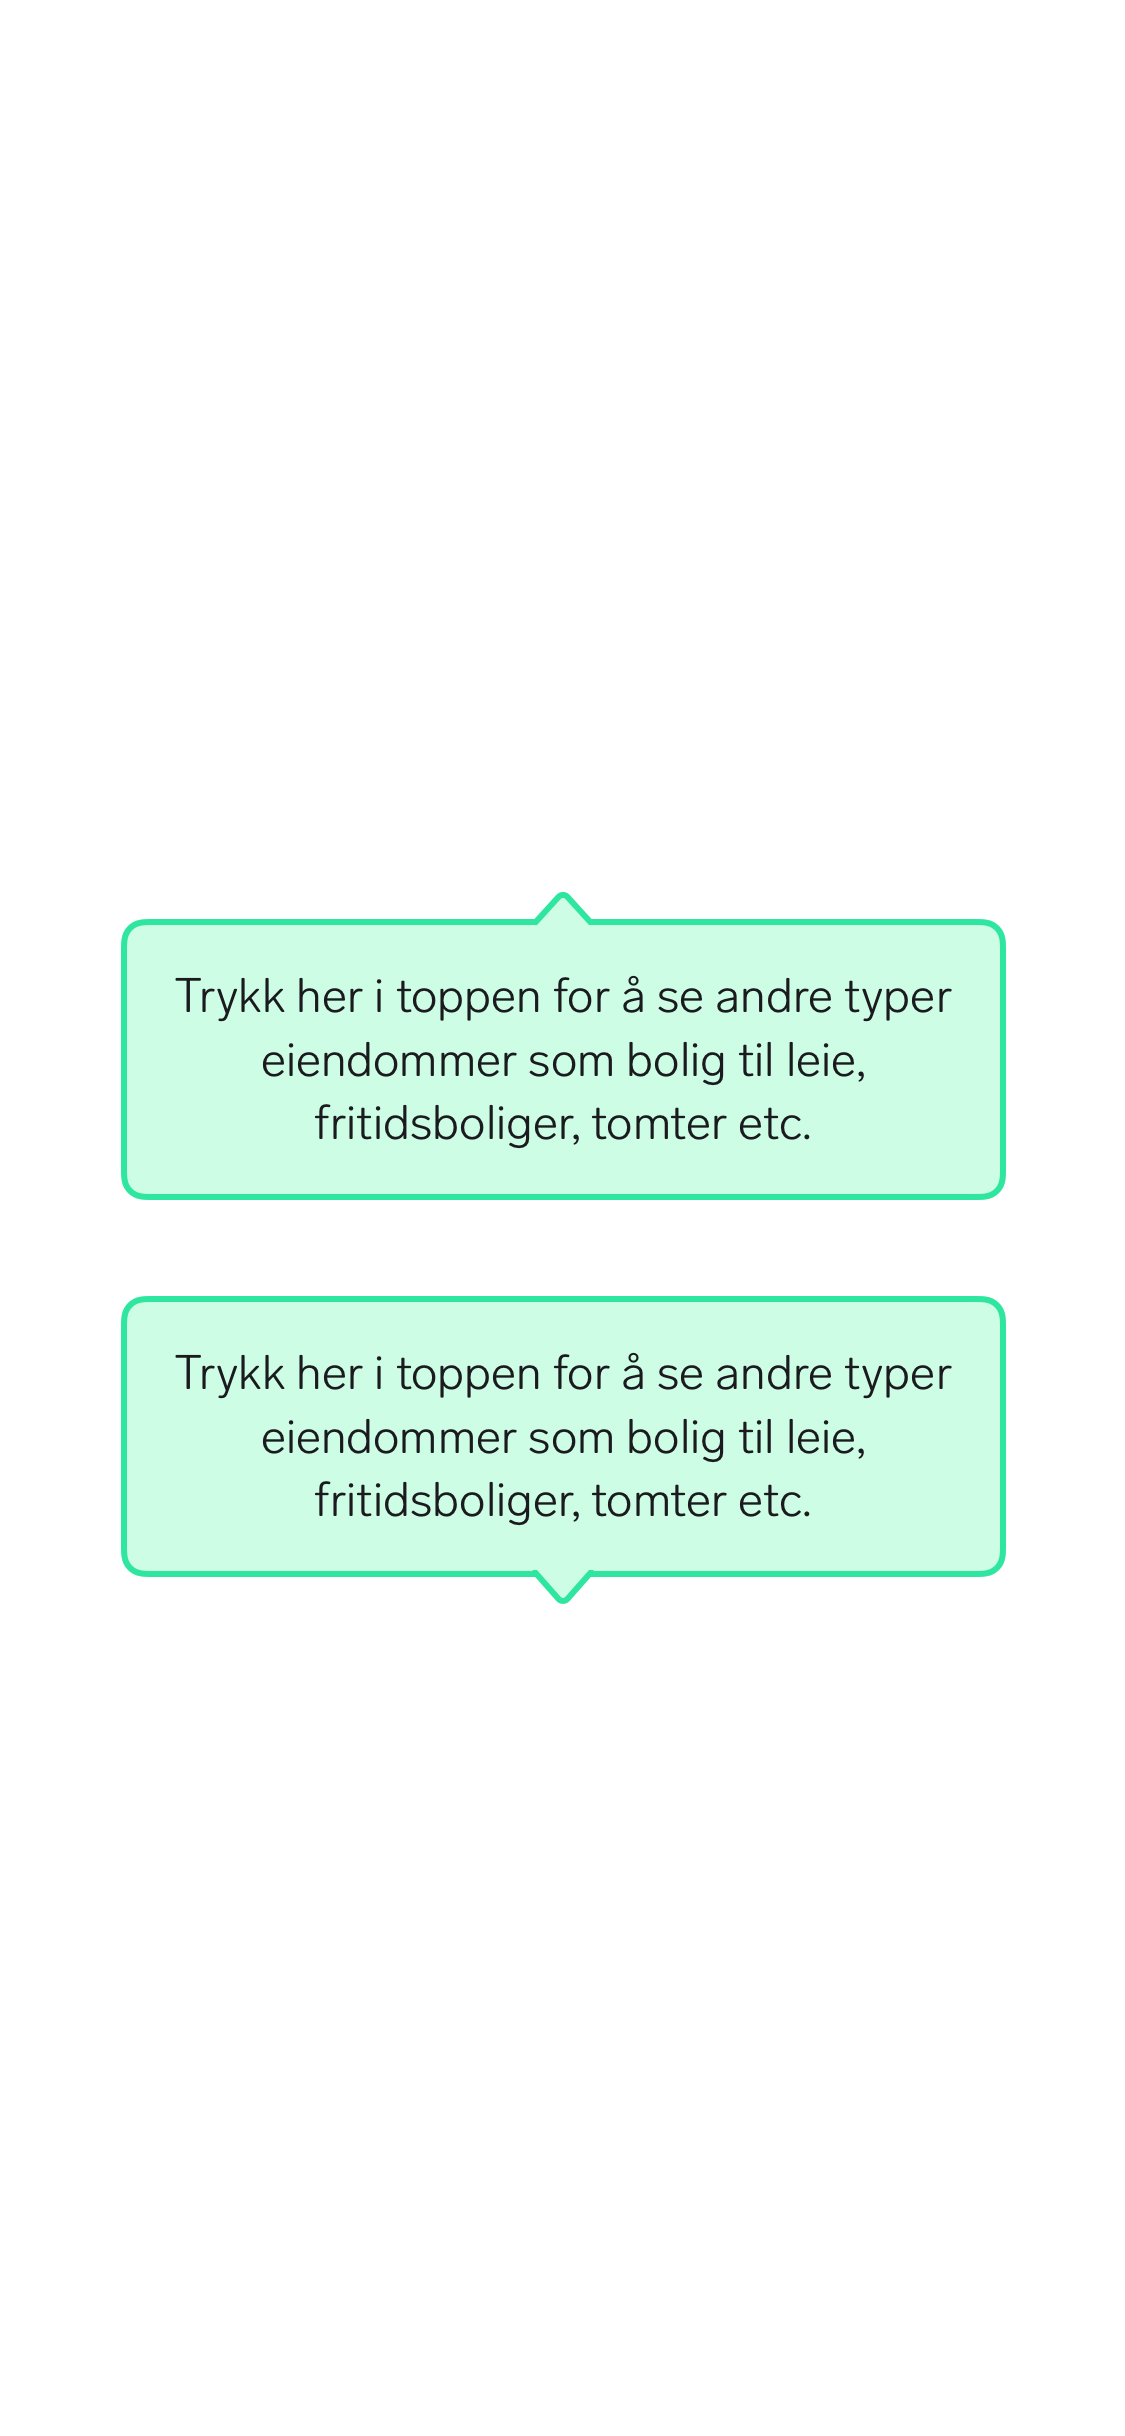 Trykk her i toppen for å se andre typer
eiendommer som bolig til leie,
fritidsboliger, tomter etc.
Trykk her i toppen for å se andre typer
eiendommer som bolig til leie,
fritidsboliger, tomter etc.